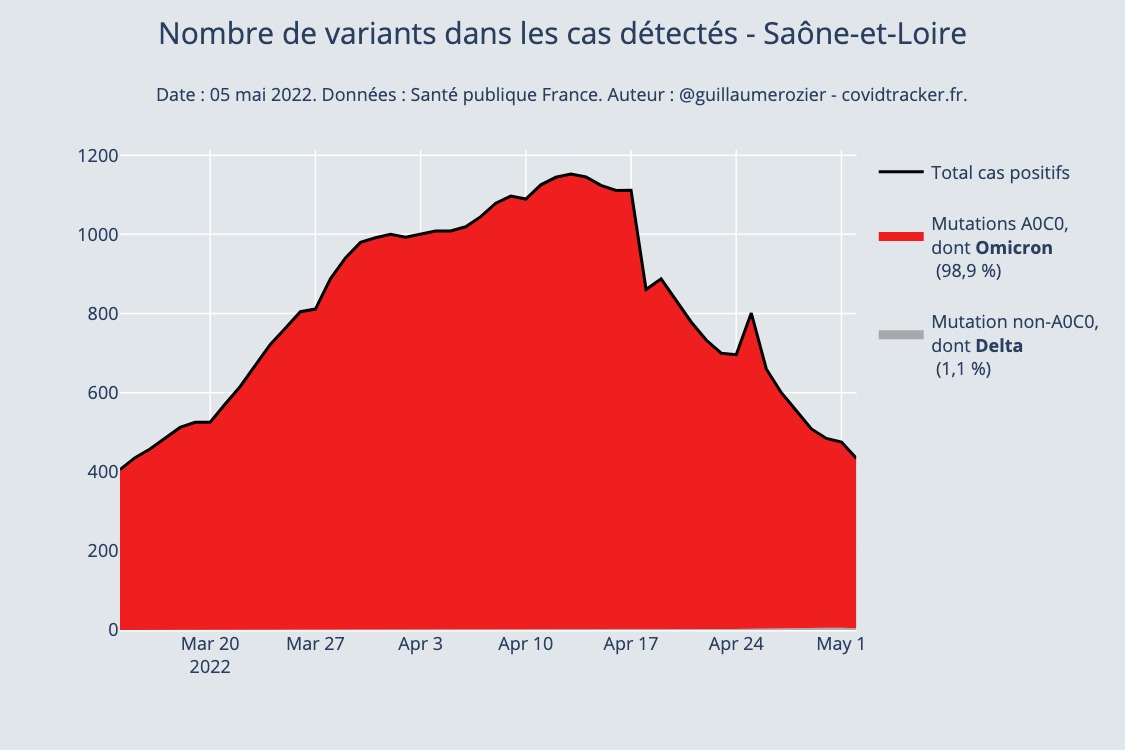 Nombre de variants dans les cas détectés - Saône-et-Loire
Date : 05 mai 2022. Données : Santé publique France. Auteur : @guillaumerozier - covidtracker.fr.
1200
1000
800
600
400
200
0
Mar 20
2022
Mar 27
Apr 3
Apr 10
Apr 17
Apr 24
May 1
Total cas positifs
Mutations A0C0,
dont Omicron
(98,9 %)
Mutation non-A0C0,
dont Delta
(1,1 %)